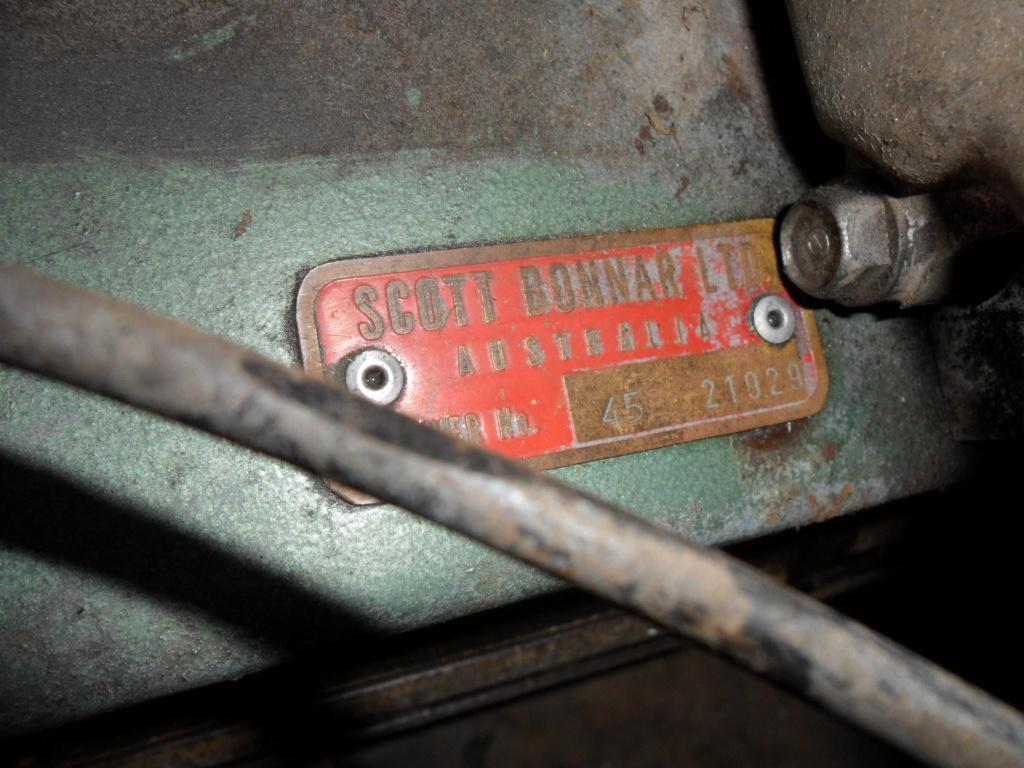 SCOTT BONNAR LTD
AUSTRALIA
No. 45 21929